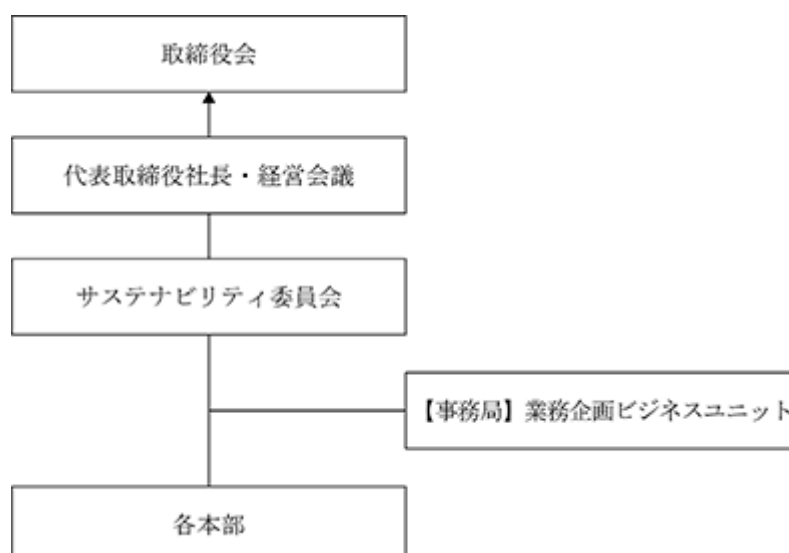 取締役会
代表取締役社長・経営会議
サステナビリティ委員会
【事務局】業務企画ビジネスユニット
各本部